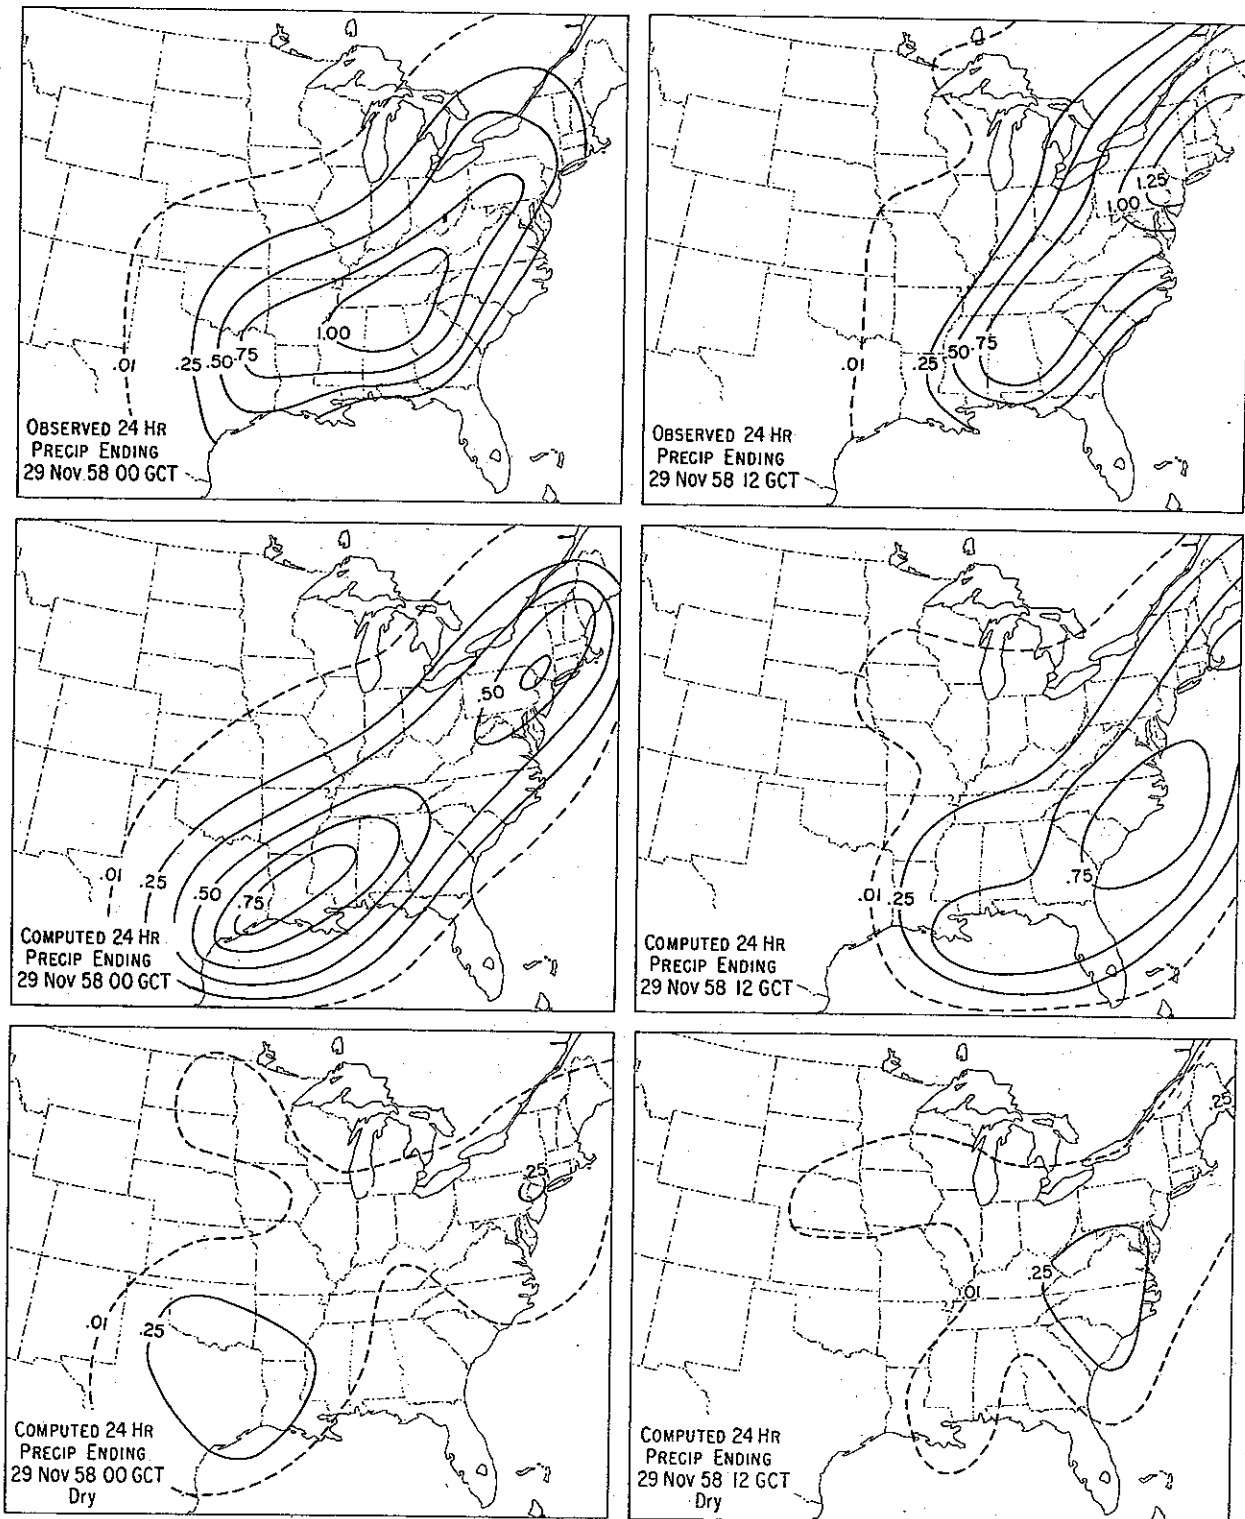 1.25
1.00
1.00
.01
.25
.50
.75
.01
.25
.50
.75
OBSERVED 24 HR
PRECIP ENDING
29 NOV 58 00 GCT
OBSERVED 24 HR
PRECIP ENDING
29 NOV 58 12 GCT
.50
.01
.25
.50
.75
.75
.01
.25
COMPUTED 24 HR
PRECIP ENDING
29 NOV 58 00 GCT
COMPUTED 24 HR
PRECIP ENDING
29 NOV 58 12 GCT
.25
.25
.01
.25
.25
.01
COMPUTED 24 HR
PRECIP ENDING
29 NOV 58 00 GCT
Dry
COMPUTED 24 HR
PRECIP ENDING
29 NOV 58 12 GCT
Dry